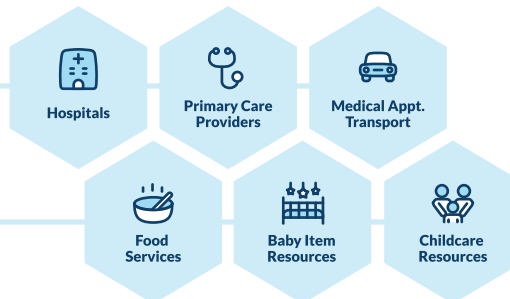 Hospitals
Primary Care
Providers
Medical Appt.
Transport
Food
Services
Baby Item
Resources
Childcare
Resources